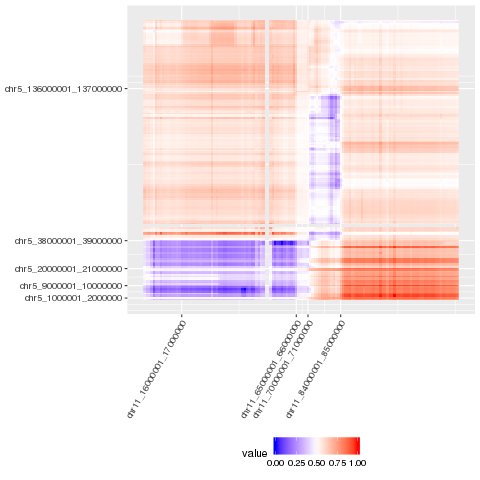 chr5_136000001_137000000
chr5_38000001_39000000
chr5_20000001_21000000
chr5_9000001_10000000
chr5_1000001_2000000
chr11_16000001_17000000
chr11_65000001_66000000
chr11_70000001_71000000
chr11_84000001_85000000
value
0.00 0.25 0.50 0.75 1.00